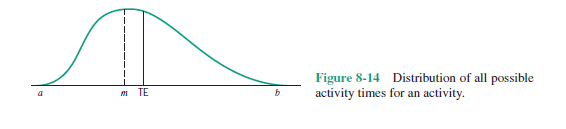 Figure 8-14 Distribution of all possible
activity times for an activity.
a m TE b